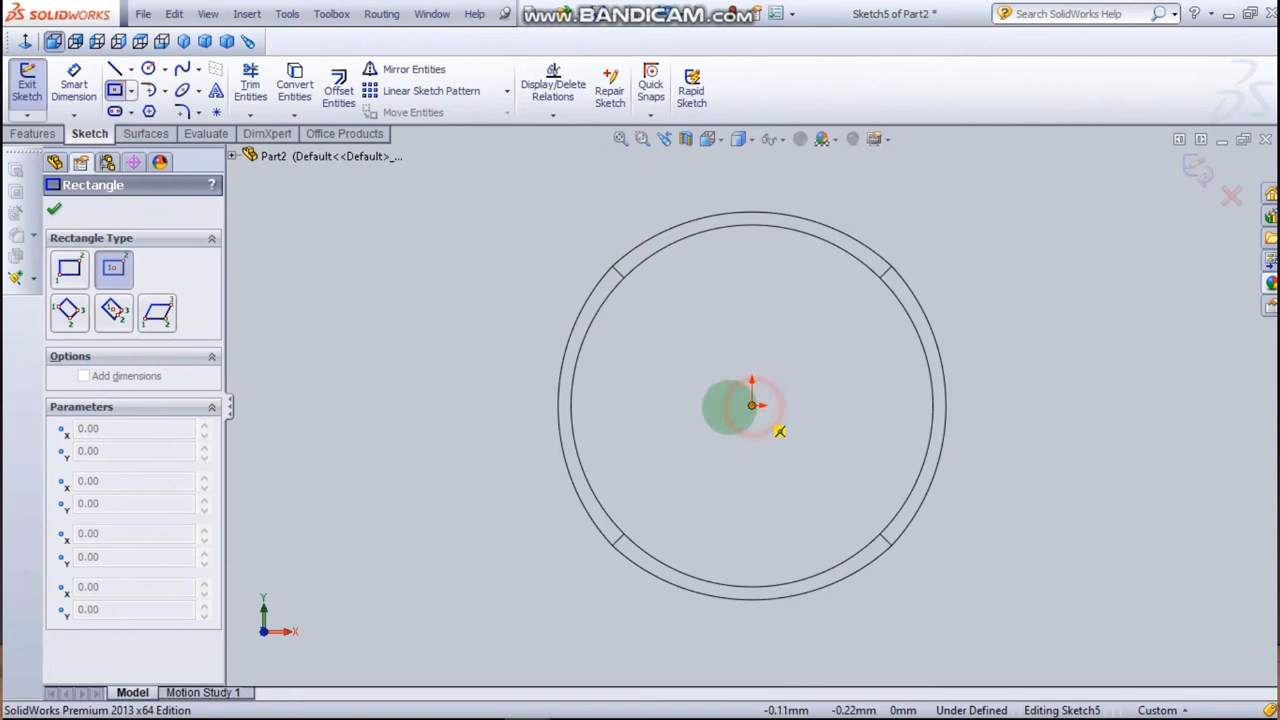 SOLIDWORKS File Edit View Insert Tools Toolbox Routing Window Help www.BANDICAM.com Sketch5 of Part2 * Search SolidWorks Help
Exit Sketch
Smart Dimension
Trim Entities
Convert Entities
Offset Entities
Mirror Entities
Linear Sketch Pattern
Move Entities
Display/Delete Relations
Repair Sketch
Quick Snaps
Rapid Sketch
Features Sketch Surfaces Evaluate DimXpert Office Products
Part2 (Default<<Default>_...
Rectangle ?
Rectangle Type
Options
Add dimensions
Parameters
X 0.00
Y 0.00
X 0.00
Y 0.00
X 0.00
Y 0.00
X 0.00
Y 0.00
Y
X
Model Motion Study 1
SolidWorks Premium 2013 x64 Edition -0.11mm -0.22mm 0mm Under Defined Editing Sketch5 Custom